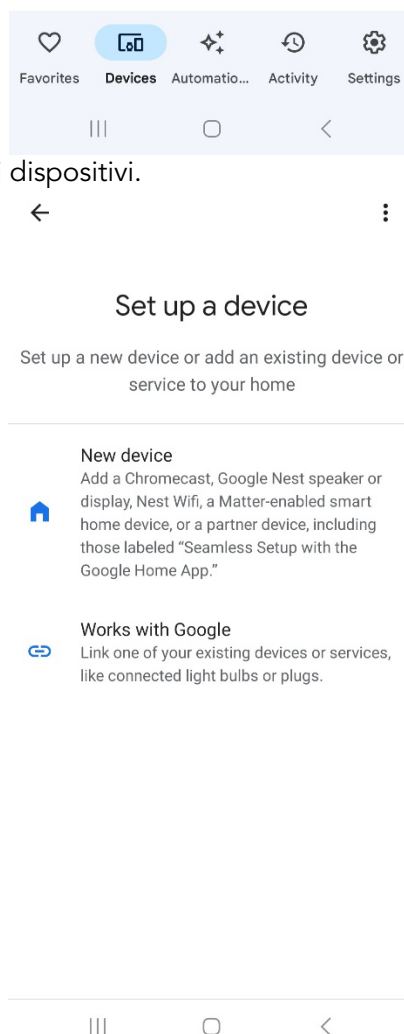 Favorites Devices Automatio... Activity Settings
dispositivi.
Set up a device
Set up a new device or add an existing device or
service to your home
New device
Add a Chromecast, Google Nest speaker or
display, Nest Wifi, a Matter-enabled smart
home device, or a partner device, including
those labeled “Seamless Setup with the
Google Home App.”
Works with Google
Link one of your existing devices or services,
like connected light bulbs or plugs.